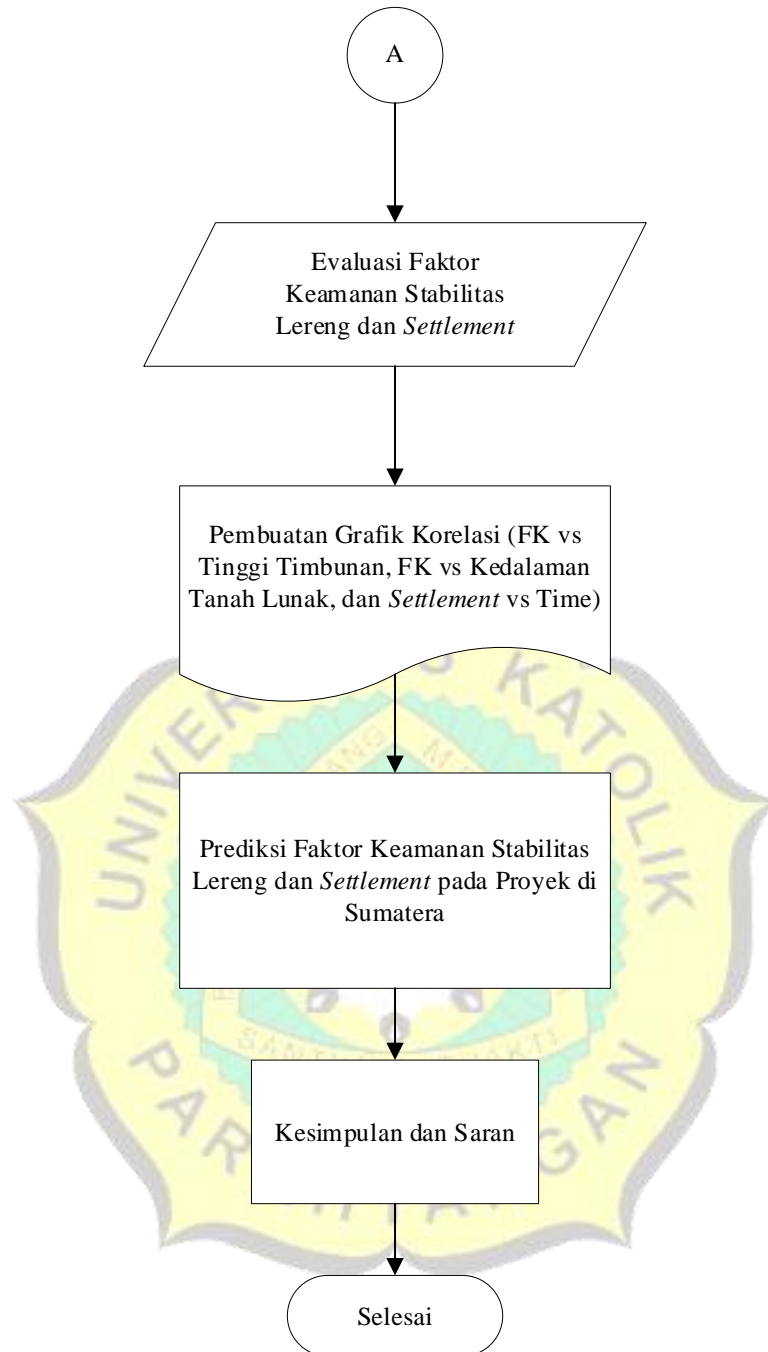 A
Evaluasi Faktor
Keamanan Stabilitas
Lereng dan Settlement
Pembuatan Grafik Korelasi (FK vs
Tinggi Timbunan, FK vs Kedalaman
Tanah Lunak, dan Settlement vs Time)
UNIVERS KATOLIK
Prediksi Faktor Keamanan Stabilitas
Lereng dan Settlement pada Proyek di
Sumatera
Kesimpulan dan Saran
Selesai